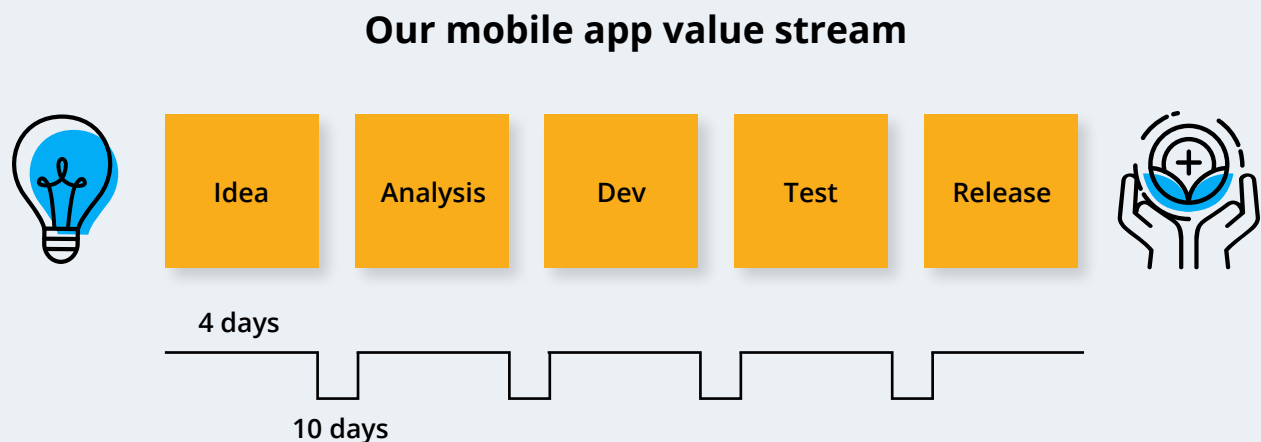 Our mobile app value stream
Idea
Analysis
Dev
Test
Release
4 days
10 days